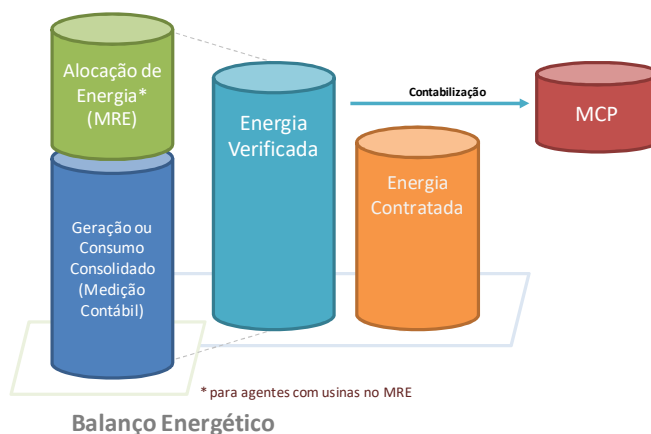 Alocação de
Energia*
(MRE)
Geração ou
Consumo
Consolidado
(Medição
Contábil)
Energia
Verificada
Contabilização
Energia
Contratada
MCP
* para agentes com usinas no MRE
Balanço Energético